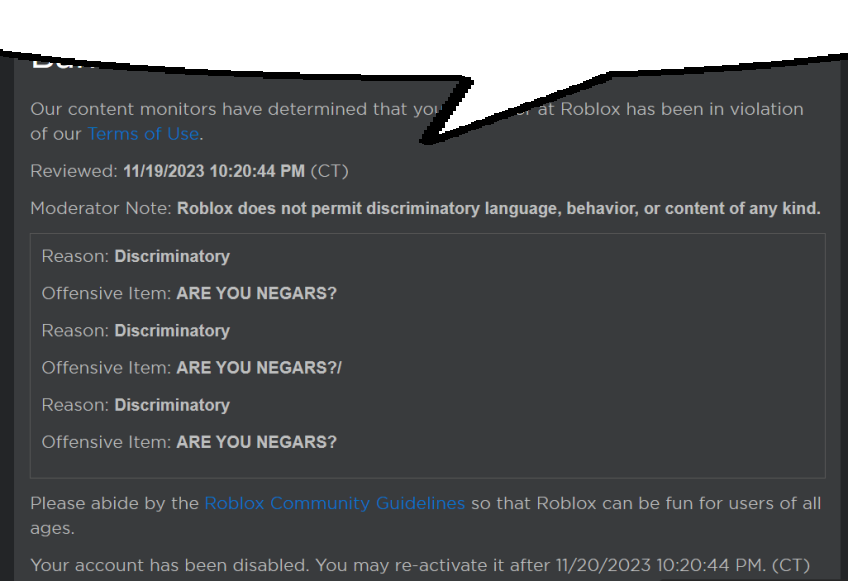 Our content monitors have determined that you at Roblox has been in violation
of our Terms of Use.
Reviewed: 11/19/2023 10:20:44 PM (CT)
Moderator Note: Roblox does not permit discriminatory language, behavior, or content of any kind.
Reason: Discriminatory
Offensive Item: ARE YOU NEGARS?
Reason: Discriminatory
Offensive Item: ARE YOU NEGARS?/
Reason: Discriminatory
Offensive Item: ARE YOU NEGARS?
Please abide by the Roblox Community Guidelines so that Roblox can be fun for users of all
ages.
Your account has been disabled. You may re-activate it after 11/20/2023 10:20:44 PM. (CT)